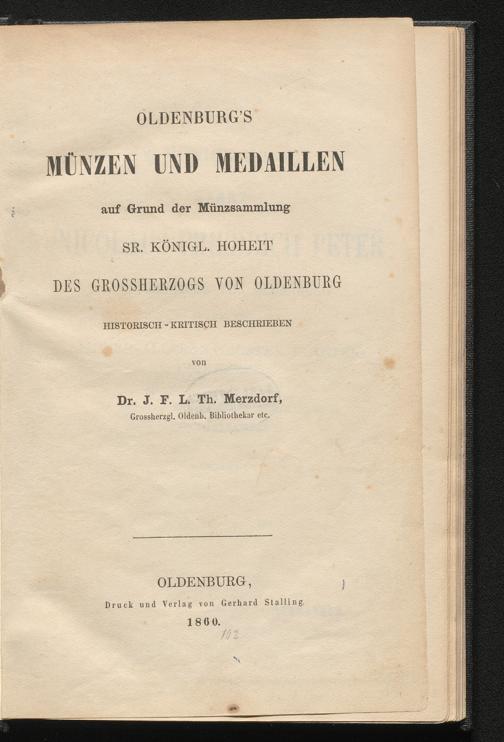 OLDENBURG'S
MÜNZEN UND MEDAILLEN
auf Grund der Münzsammlung
SR. KÖNIGL. HOHEIT
DES GROSSHERZOGS VON OLDENBURG
HISTORISCH-KRITISCH BESCHRIEBEN
von
Dr. J. F. L. Th. Merzdorf,
Grossherzgl. Oldenb. Bibliothekar etc.
OLDENBURG,
Druck und Verlag von Gerhard Stalling.
1860.